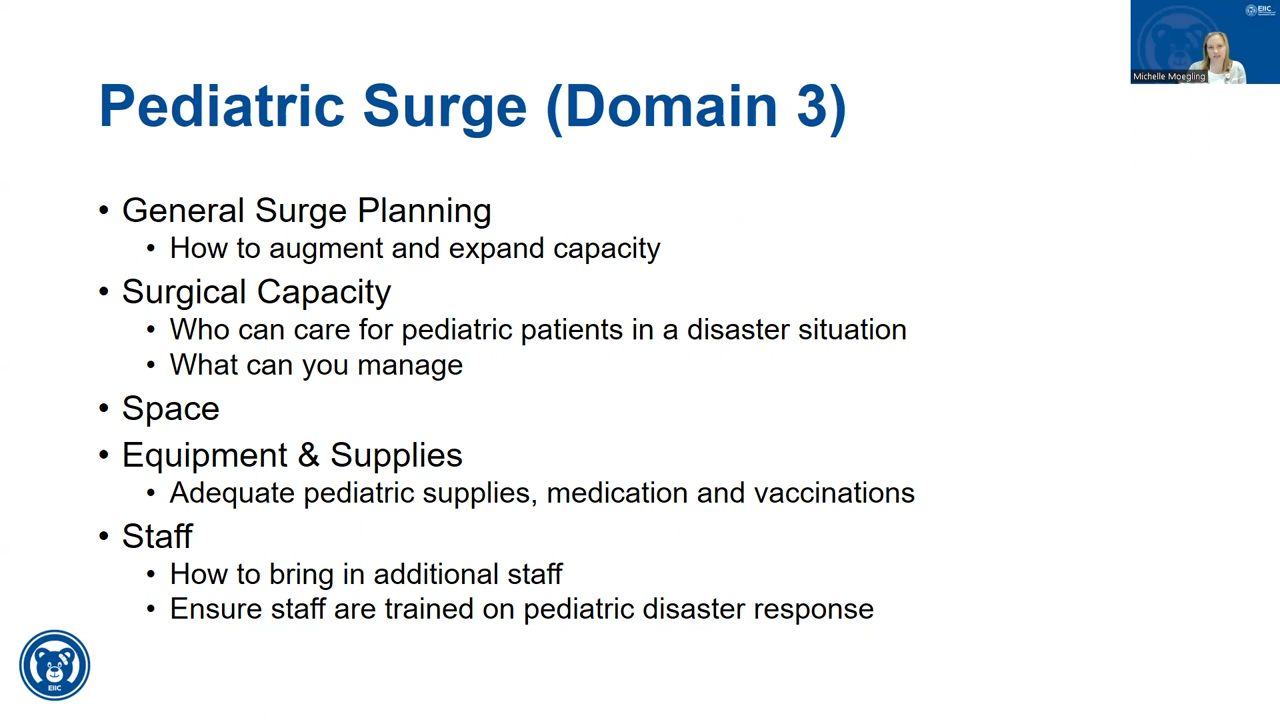 EIIC
Michelle Moegling
Pediatric Surge (Domain 3)
• General Surge Planning
• How to augment and expand capacity
• Surgical Capacity
• Who can care for pediatric patients in a disaster situation
• What can you manage
• Space
• Equipment & Supplies
• Adequate pediatric supplies, medication and vaccinations
• Staff
• How to bring in additional staff
• Ensure staff are trained on pediatric disaster response
EIIC